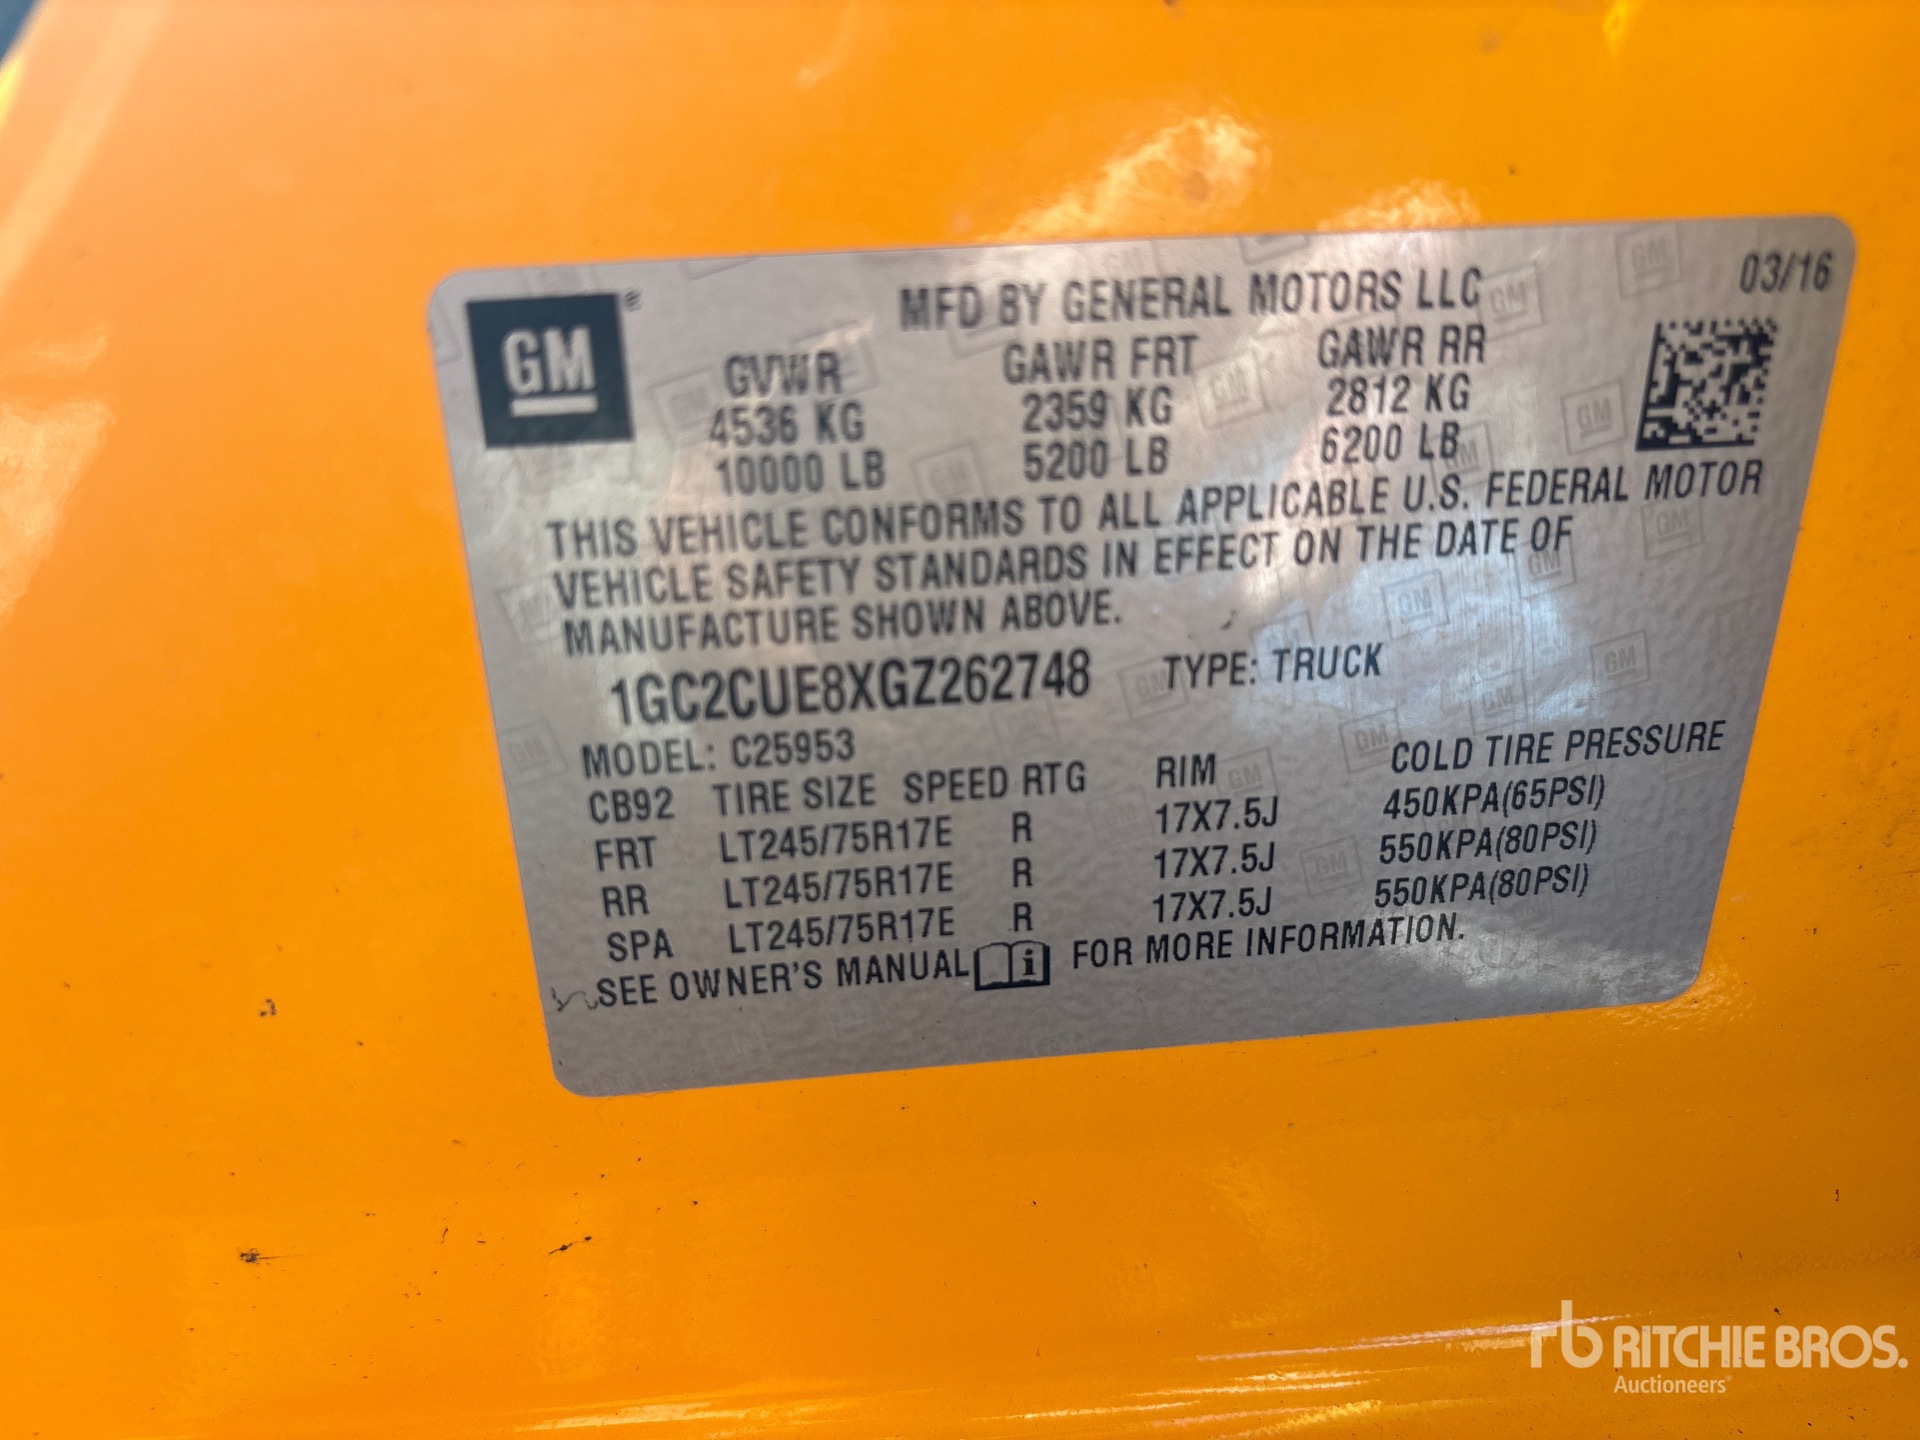 GM®
MFD BY GENERAL MOTORS LLC 03/16
GVWR GAWR FRT GAWR RR
4536 KG 2359 KG 2812 KG
10000 LB 5200 LB 6200 LB
THIS VEHICLE CONFORMS TO ALL APPLICABLE U.S. FEDERAL MOTOR
VEHICLE SAFETY STANDARDS IN EFFECT ON THE DATE OF
MANUFACTURE SHOWN ABOVE.
1GC2CUE8XGZ262748 TYPE: TRUCK
MODEL: C25953
CB92 TIRE SIZE SPEED RTG RIM COLD TIRE PRESSURE
FRT LT245/75R17E R 17X7.5J 450KPA(65PSI)
RR LT245/75R17E R 17X7.5J 550KPA(80PSI)
SPA LT245/75R17E R 17X7.5J 550KPA(80PSI)
SEE OWNER'S MANUAL i FOR MORE INFORMATION.
rb RITCHIE BROS.
Auctioneers